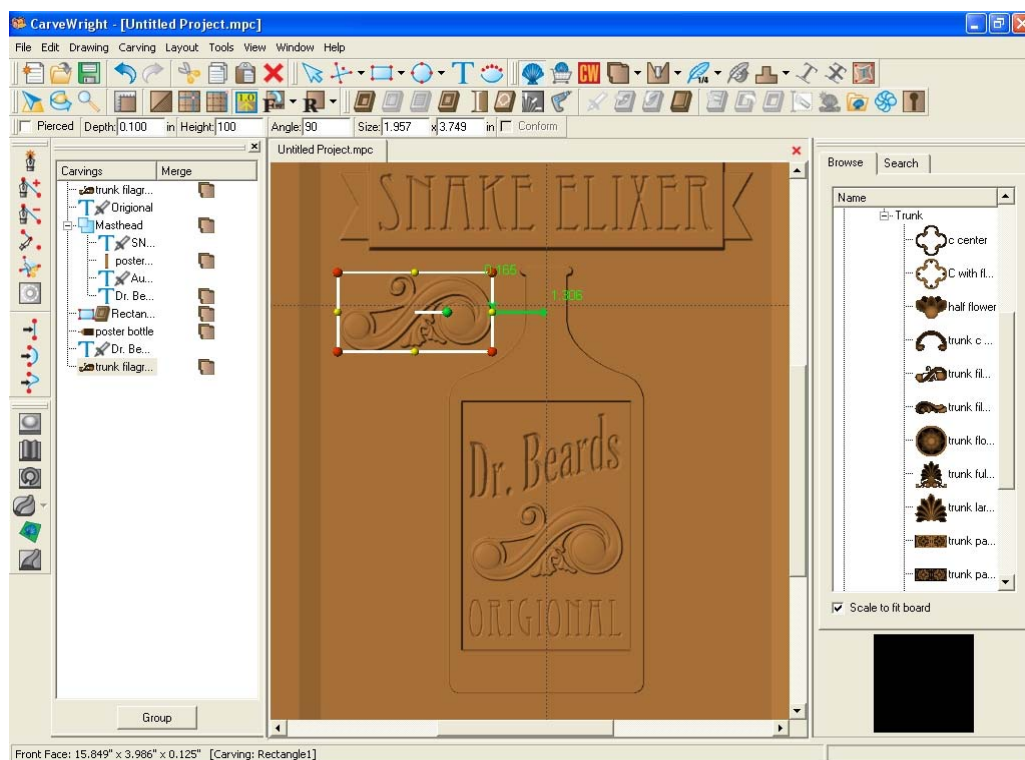 CarveWright - [Untitled Project.mpc]
File Edit Drawing Carving Layout Tools View Window Help
T CW 1/4
F R
Pierced Depth: 0.100 in Height: 100 Angle: 90 Size: 1.957 x 3.749 in Conform
Untitled Project.mpc
Browse Search
Carvings Merge
trunk filagr...
T Origional
Masthead
T SN...
poster...
T Au...
T Dr. Be...
Rectan...
poster bottle
T Dr. Be...
trunk filagr...
Group
SNAKE ELIXER
0.165
1.306
Dr. Beards
ORIGIONAL
Name
Trunk
c center
C with fl...
half flower
trunk c ...
trunk fil...
trunk fil...
trunk flo...
trunk ful...
trunk lar...
trunk pa...
trunk pa...
Scale to fit board
Front Face: 15.849" x 3.986" x 0.125" [Carving: Rectangle1]